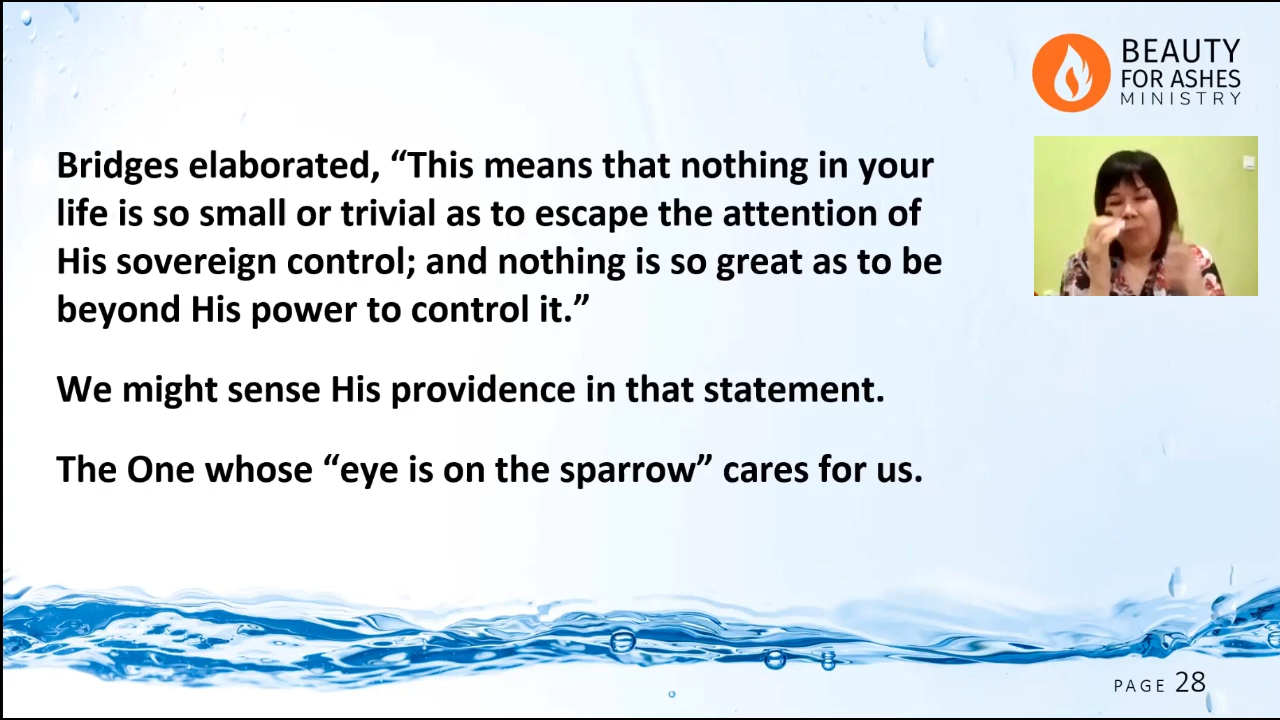 BEAUTY
FOR ASHES
MINISTRY
Bridges elaborated, “This means that nothing in your
life is so small or trivial as to escape the attention of
His sovereign control; and nothing is so great as to be
beyond His power to control it.”
We might sense His providence in that statement.
The One whose “eye is on the sparrow” cares for us.
PAGE 28